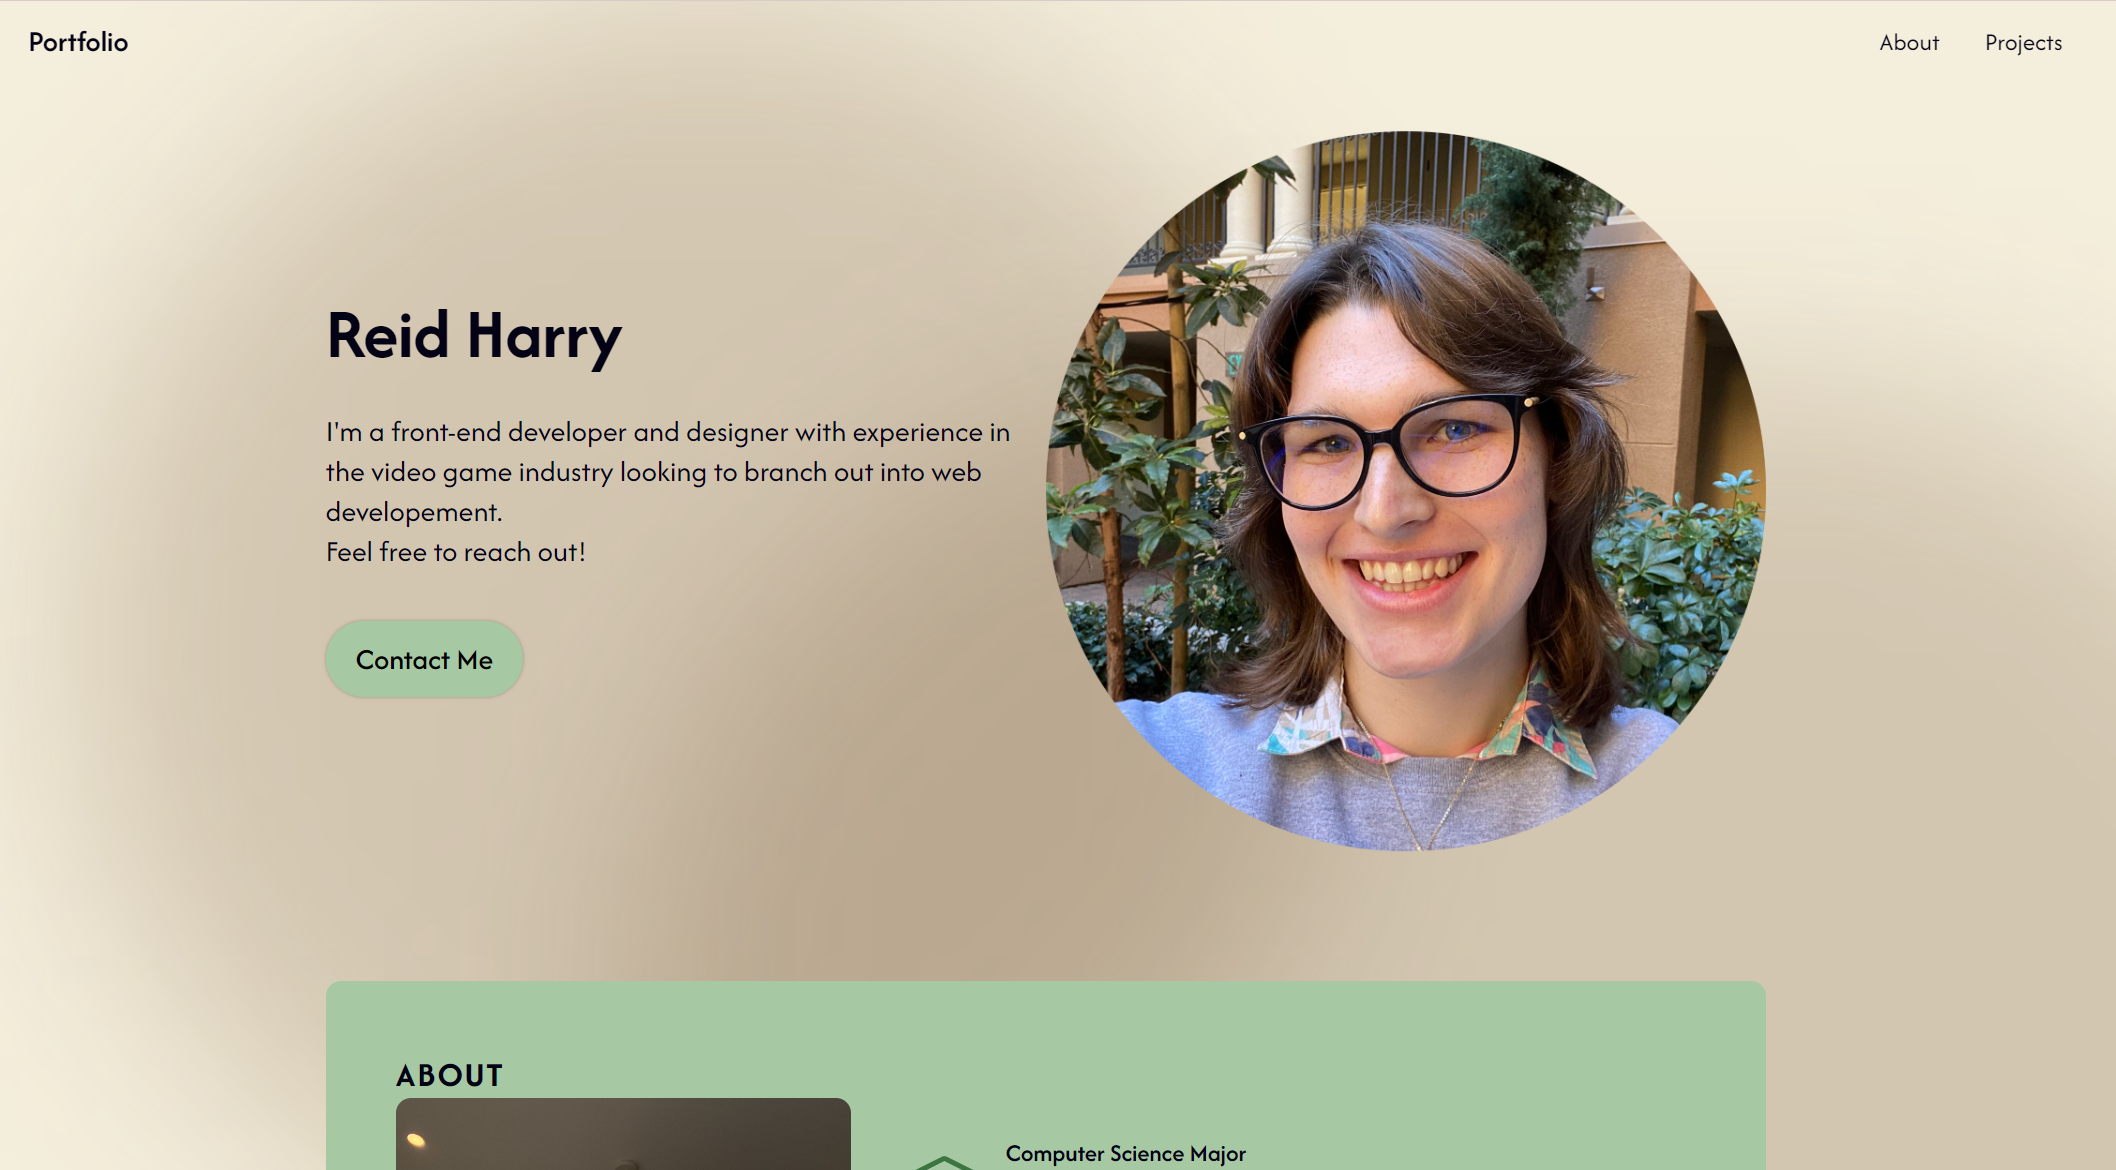 Portfolio
About
Projects
Reid Harry
I'm a front-end developer and designer with experience in
the video game industry looking to branch out into web
developement.
Feel free to reach out!
Contact Me
ABOUT
Computer Science Major